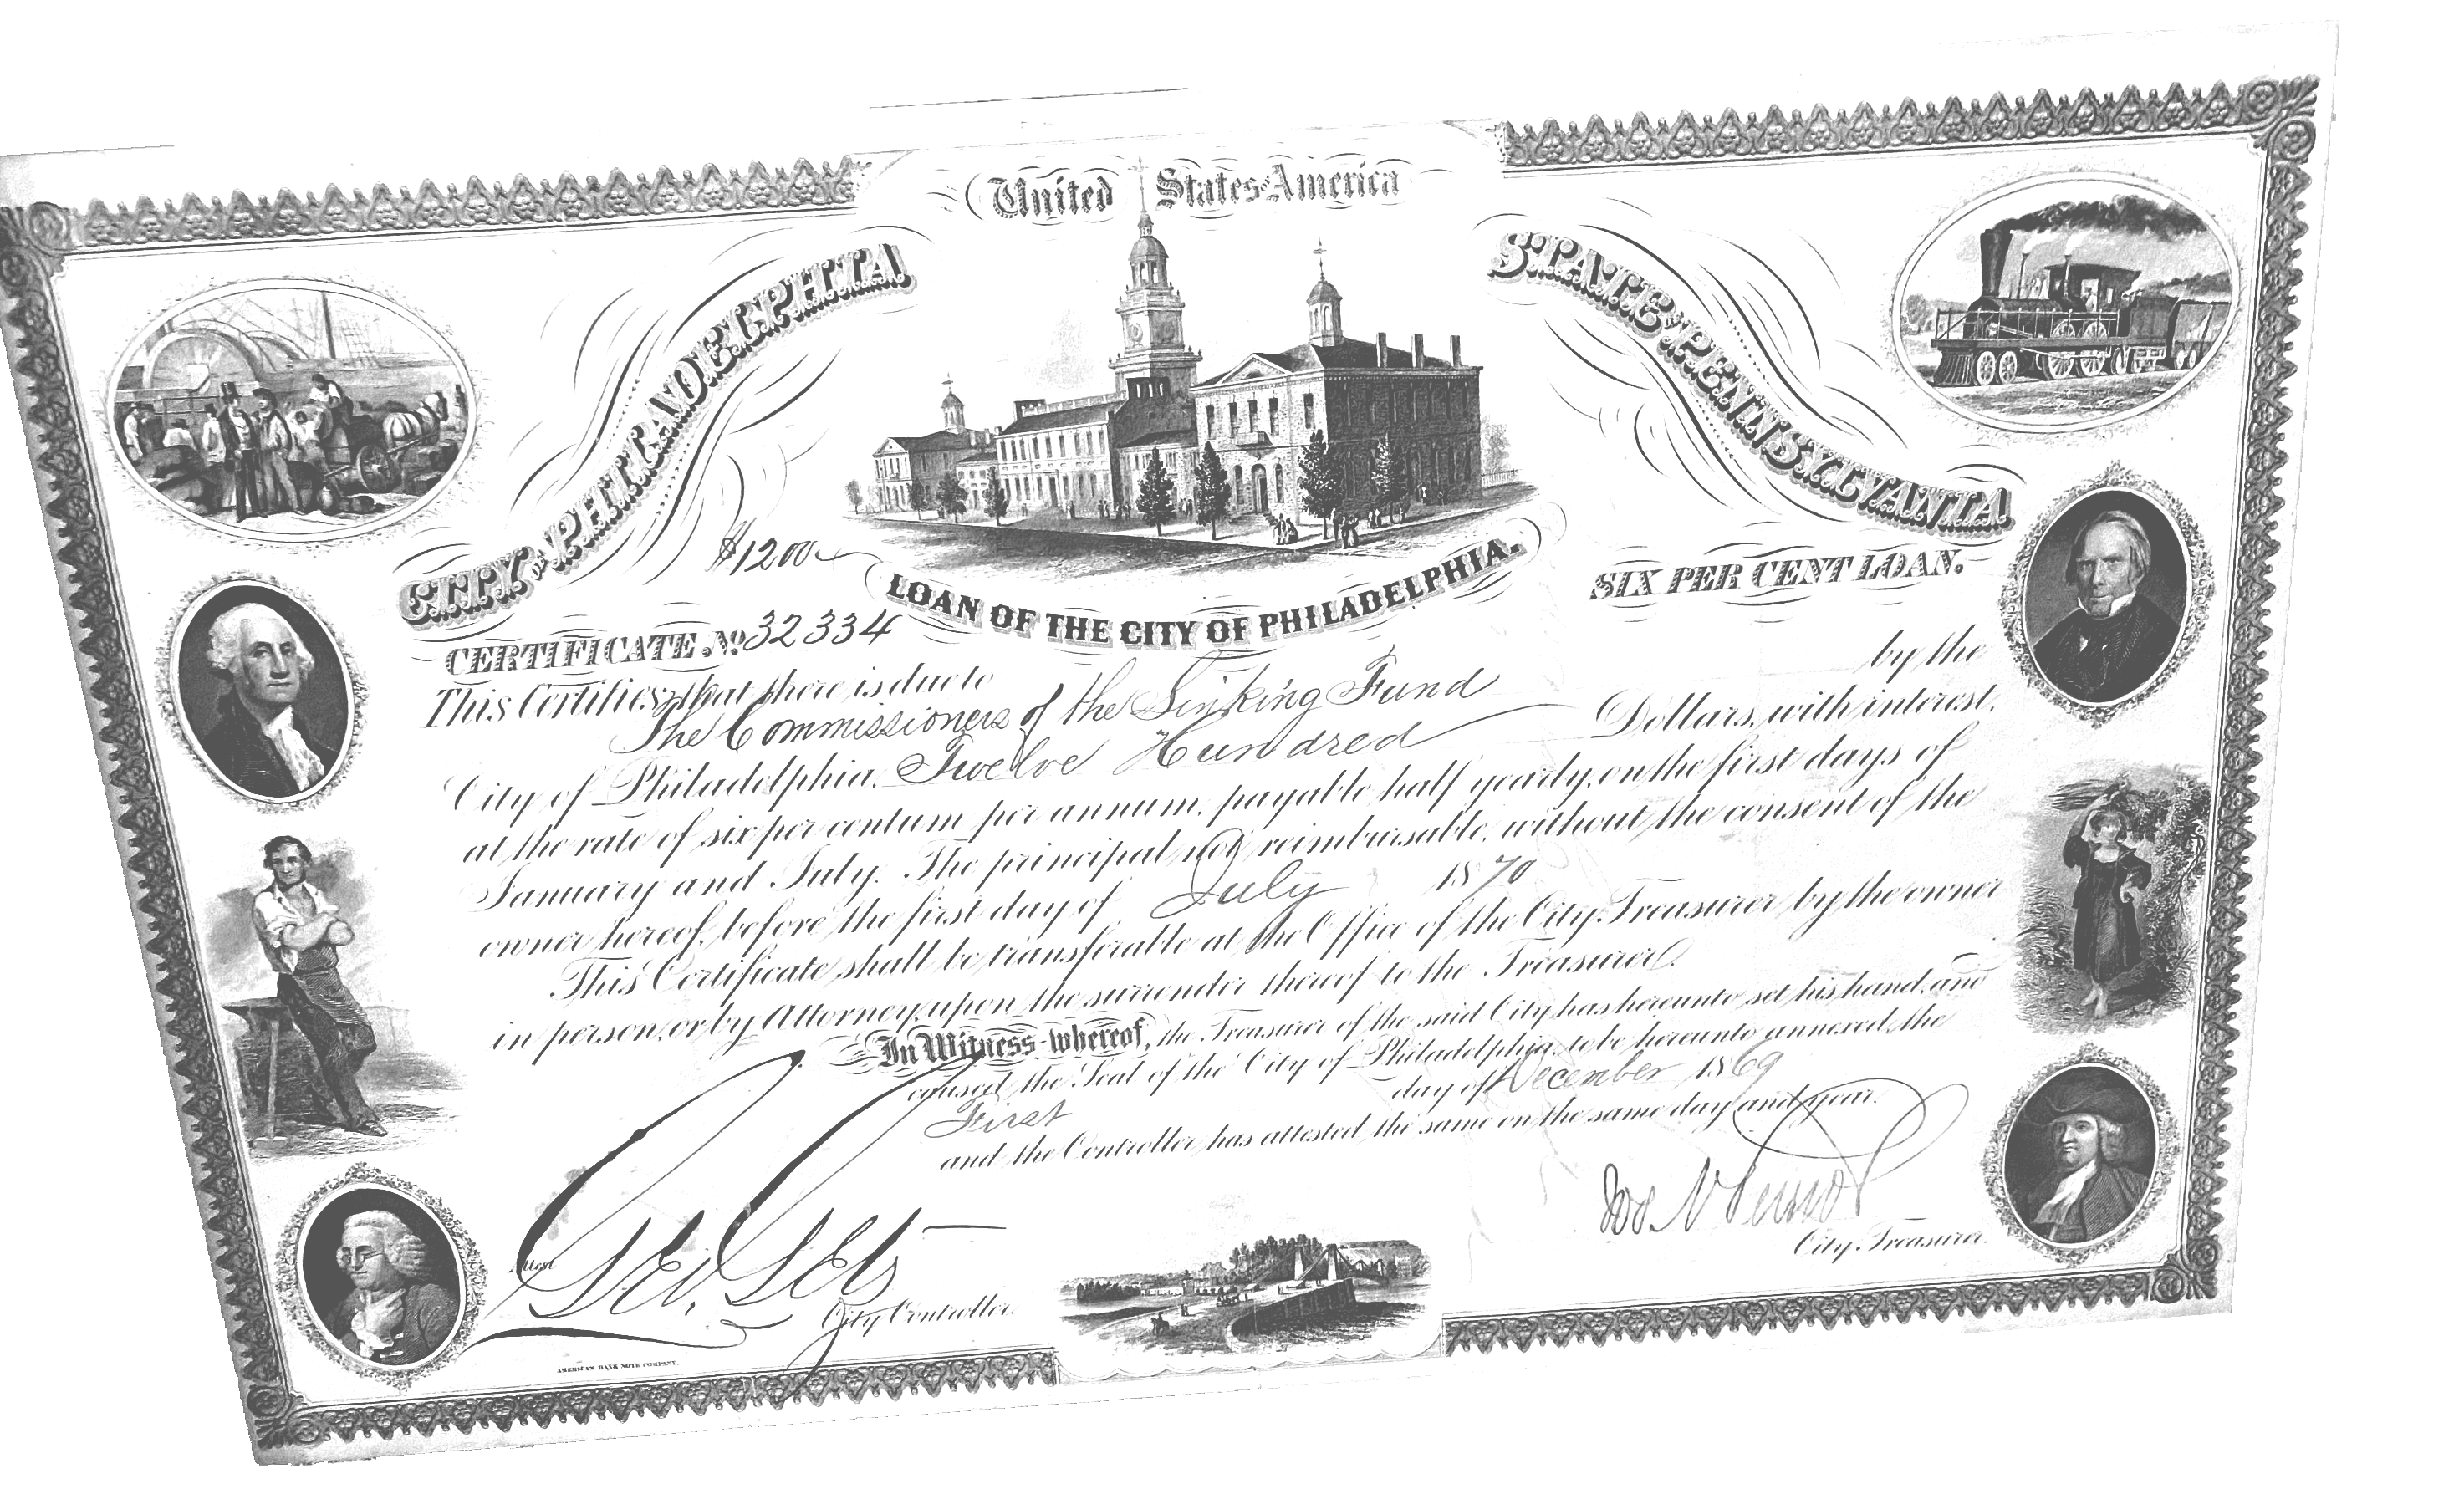 United States of America
CITY OF PHILADELPHIA
STATE OF PENNSYLVANIA
$1200
LOAN OF THE CITY OF PHILADELPHIA.
SIX PER CENT LOAN.
CERTIFICATE No. 32334
This Certifies, that there is due to
The Commissioners of the Sinking Fund by the
City of Philadelphia, Twelve Hundred Dollars, with interest,
at the rate of six per centum per annum, payable half yearly, on the first days of
January and July. The principal not reimbursable, without the consent of the
owner hereof, before the first day of July 1870
This Certificate shall be transferable at the Office of the City Treasurer by the owner
in person, or by Attorney, upon the surrender thereof to the Treasurer.
In Witness whereof, the Treasurer of the said City has hereunto set his hand, and
caused the Seal of the City of Philadelphia, to be hereunto annexed, the
First day of December 1869
and the Controller has attested the same on the same day and year.
Attest
City Treasurer.
City Controller.
AMERICAN BANK NOTE COMPANY.